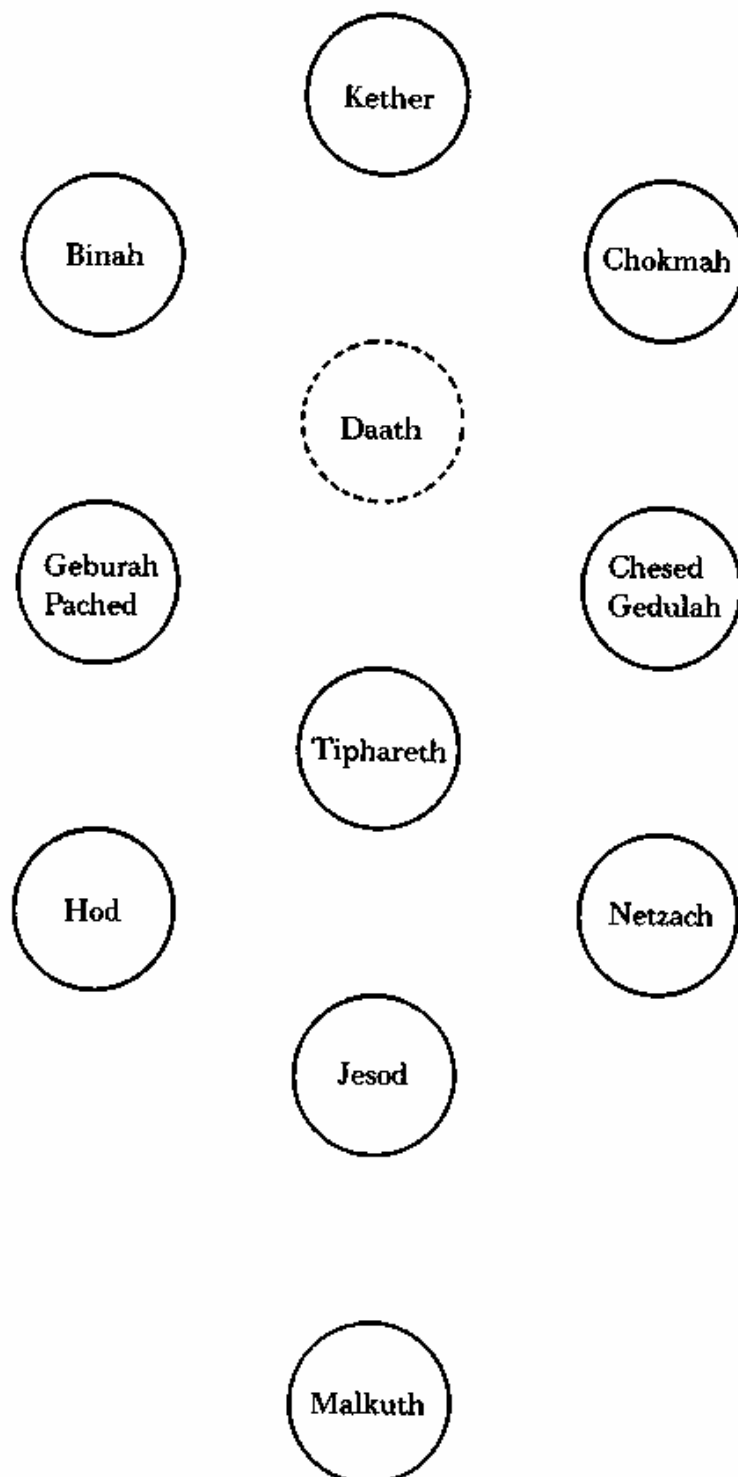 Kether
Binah
Chokmah
Daath
Geburah
Pached
Chesed
Gedulah
Tiphareth
Hod
Netzach
Jesod
Malkuth